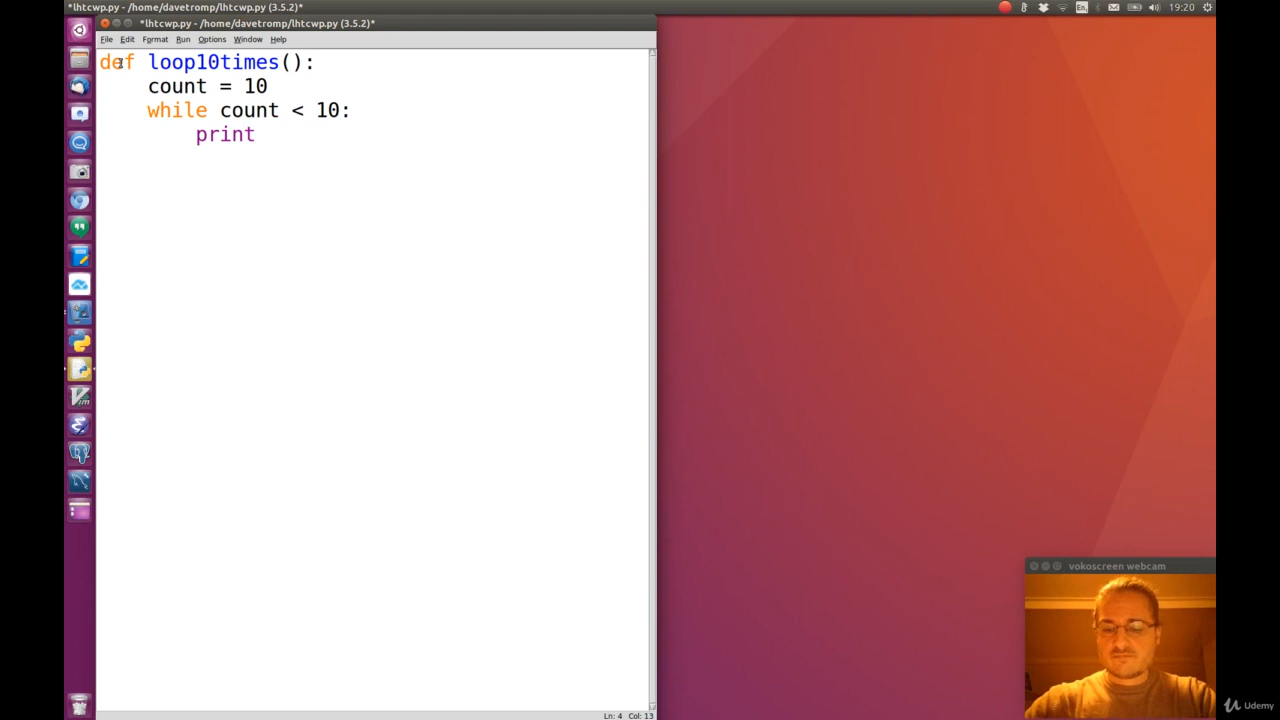 *lhtcwp.py - /home/davetromp/lhtcwp.py (3.5.2)*
En
19:20
*lhtcwp.py - /home/davetromp/lhtcwp.py (3.5.2)*
File Edit Format Run Options Window Help
def loop10times():
    count = 10
    while count < 10:
        print
vokoscreen webcam
Ln: 4 Col: 13
Udemy